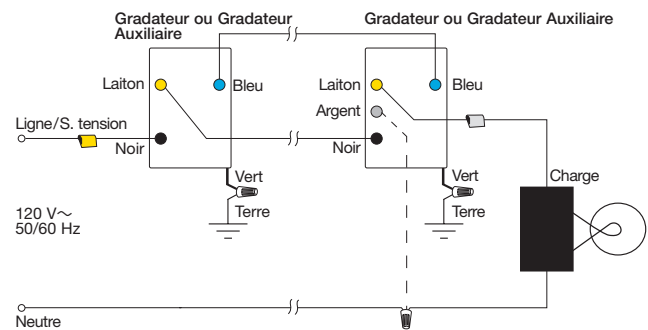 Gradateur ou Gradateur
Auxiliaire
Gradateur ou Gradateur Auxiliaire
Laiton
Bleu
Laiton
Bleu
Argent
Ligne/S. tension
Noir
Noir
Vert
Vert
Charge
Terre
Terre
120 V~
50/60 Hz
Neutre